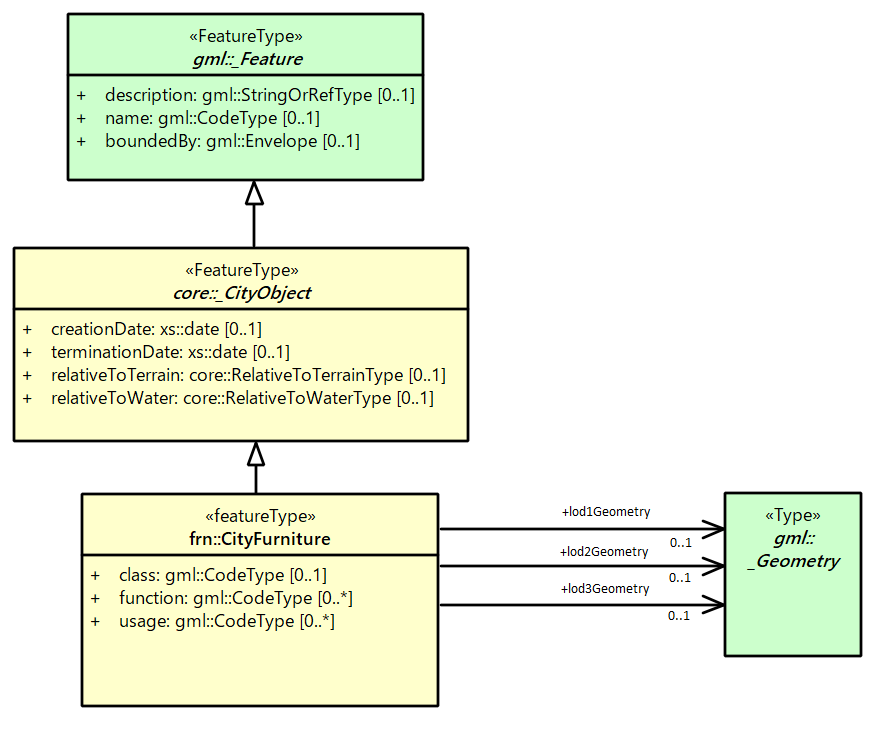 «FeatureType»
gml::_Feature
+ description: gml::StringOrRefType [0..1]
+ name: gml::CodeType [0..1]
+ boundedBy: gml::Envelope [0..1]
«FeatureType»
core::_CityObject
+ creationDate: xs::date [0..1]
+ terminationDate: xs::date [0..1]
+ relativeToTerrain: core::RelativeToTerrainType [0..1]
+ relativeToWater: core::RelativeToWaterType [0..1]
«featureType»
frn::CityFurniture
+ class: gml::CodeType [0..1]
+ function: gml::CodeType [0..*]
+ usage: gml::CodeType [0..*]
+lod1Geometry
0..1
+lod2Geometry
0..1
+lod3Geometry
0..1
«Type»
gml::
_Geometry